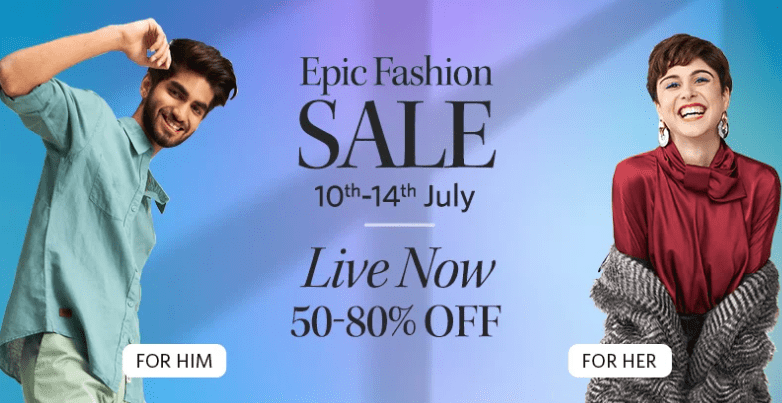 Epic Fashion
SALE
10th-14th July
Live Now
50-80% OFF
FOR HIM
FOR HER